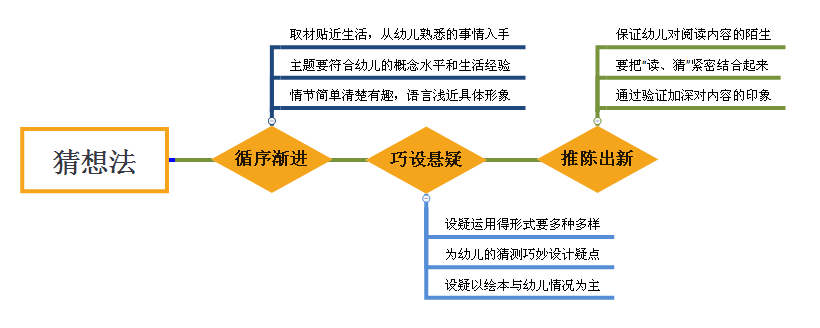 猜想法
循序渐进
取材贴近生活，从幼儿熟悉的事情入手
主题要符合幼儿的概念水平和生活经验
情节简单清楚有趣，语言浅近具体形象
巧设悬疑
设疑运用得形式要多种多样
为幼儿的猜测巧妙设计疑点
设疑以绘本与幼儿情况为主
推陈出新
保证幼儿对阅读内容的陌生
要把“读、猜”紧密结合起来
通过验证加深对内容的印象